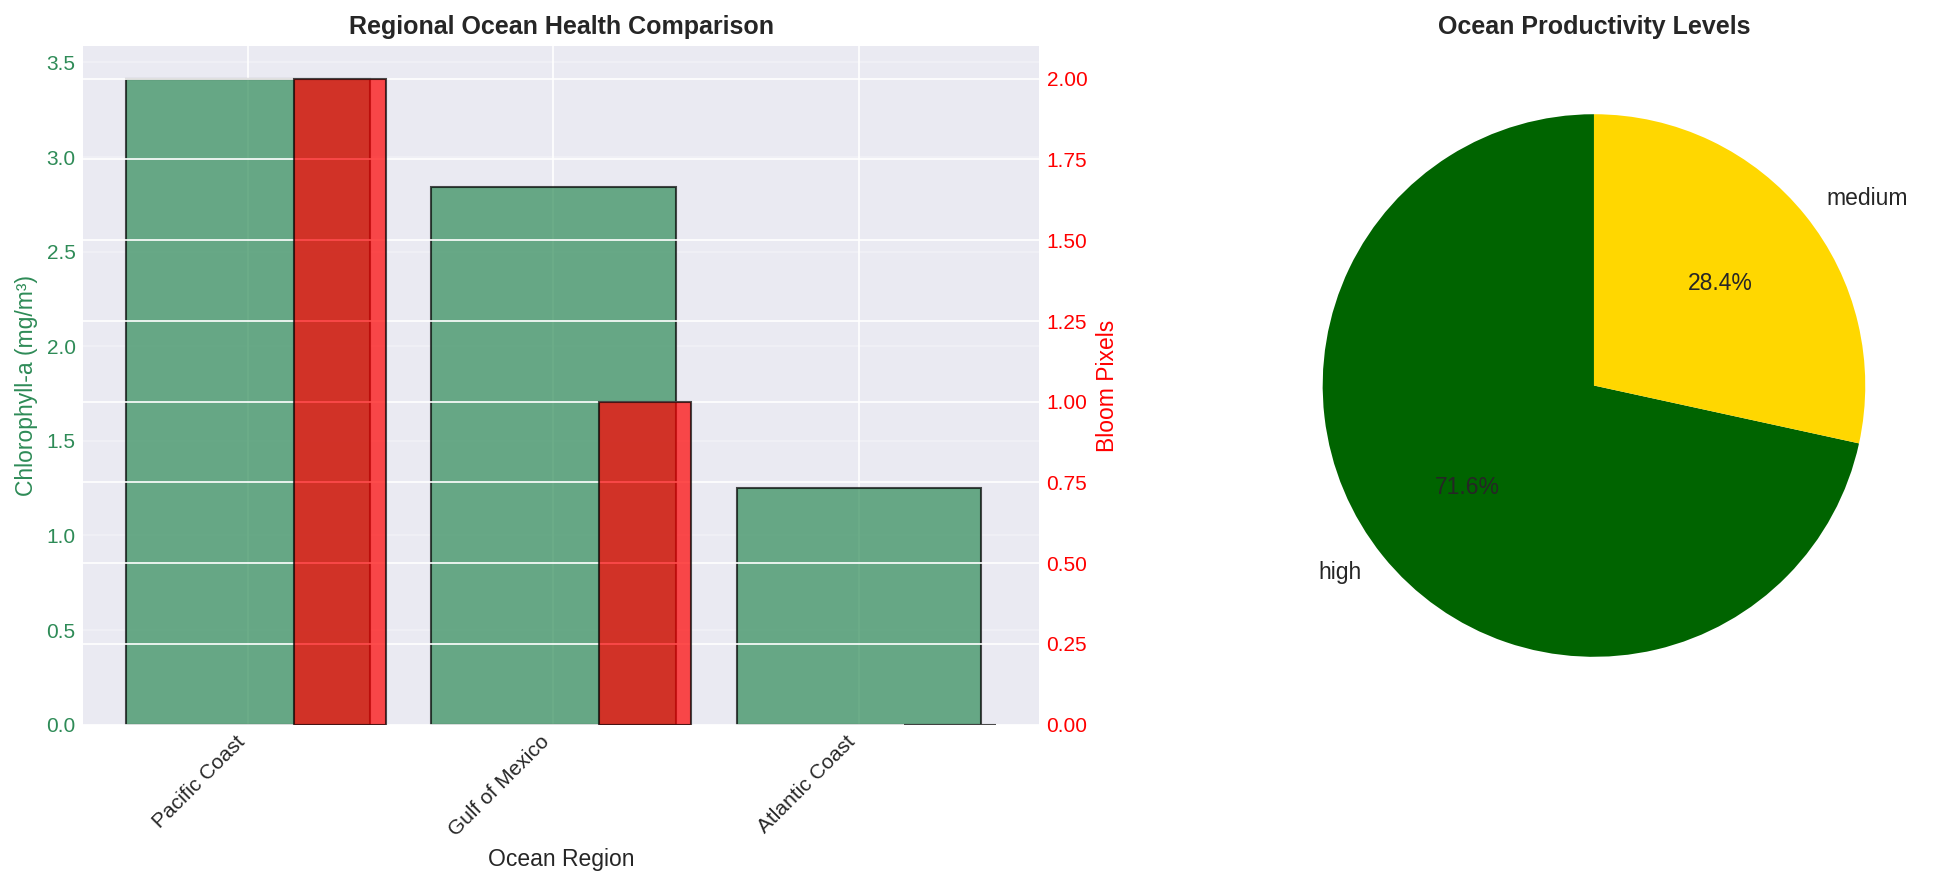 Regional Ocean Health Comparison
Chlorophyll-a (mg/m³)
3.5
3.0
2.5
2.0
1.5
1.0
0.5
0.0
2.00
1.75
1.50
1.25
1.00
0.75
0.50
0.25
0.00
Bloom Pixels
Pacific Coast
Gulf of Mexico
Atlantic Coast
Ocean Region
Ocean Productivity Levels
medium
28.4%
71.6%
high